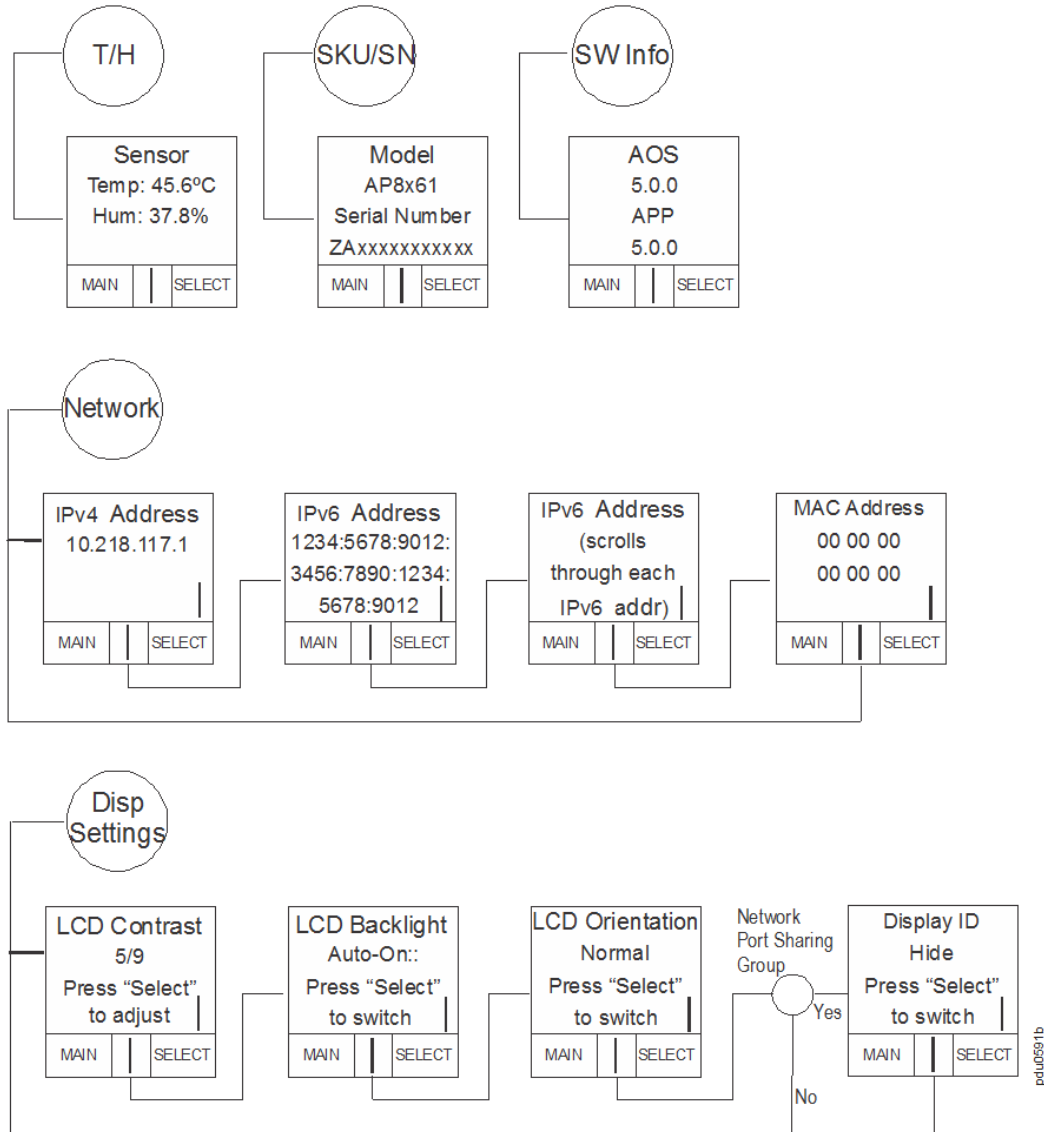 T/H
SKU/SN
SW Info
Sensor
Temp: 45.6ºC
Hum: 37.8%
MAIN
SELECT
Model
AP8x61
Serial Number
ZAxxxxxxxxxxx
MAIN
SELECT
AOS
5.0.0
APP
5.0.0
MAIN
SELECT
Network
IPv4 Address
10.218.117.1
MAIN
SELECT
IPv6 Address
1234:5678:9012:
3456:7890:1234:
5678:9012
MAIN
SELECT
IPv6 Address
(scrolls
through each
IPv6 addr)
MAIN
SELECT
MAC Address
00 00 00
00 00 00
MAIN
SELECT
Disp
Settings
LCD Contrast
5/9
Press “Select”
to adjust
MAIN
SELECT
LCD Backlight
Auto-On::
Press “Select”
to switch
MAIN
SELECT
LCD Orientation
Normal
Press “Select”
to switch
MAIN
SELECT
Network
Port Sharing
Group
Yes
No
Display ID
Hide
Press “Select”
to switch
MAIN
SELECT
pdu0591b